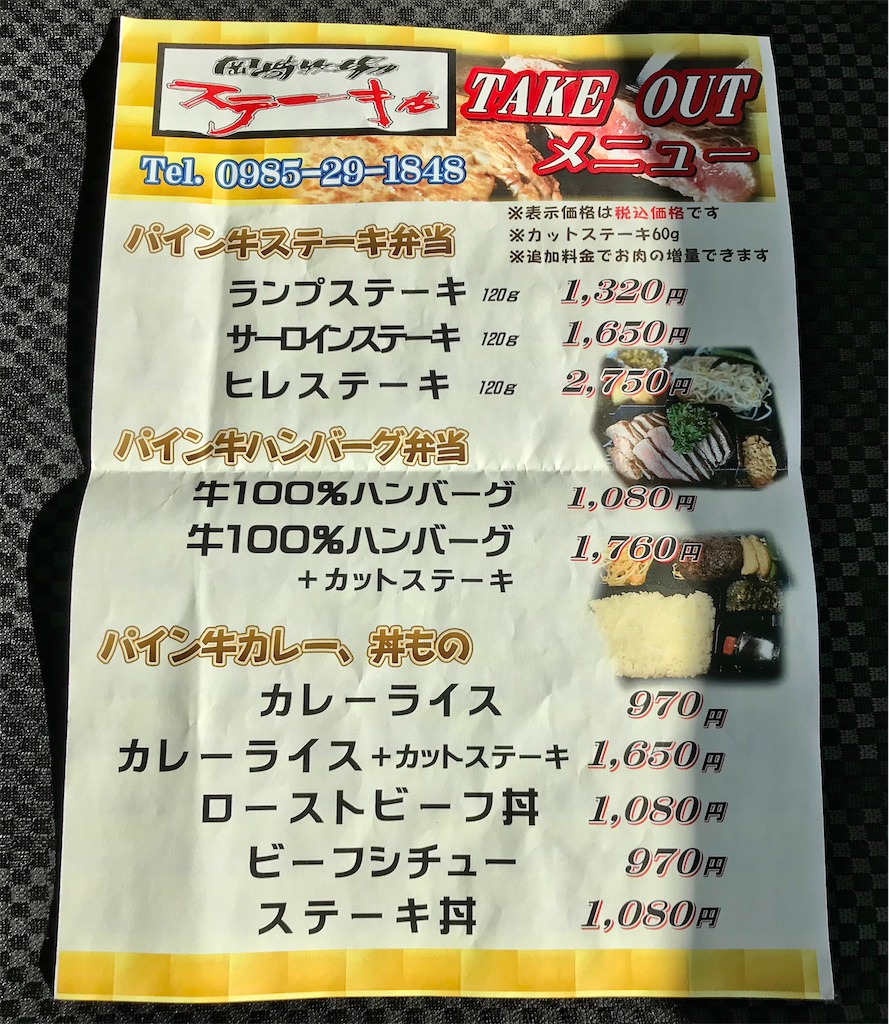 ステーキ
TAKE OUT
メニュー
Tel. 0985-29-1848
※表示価格は税込価格です
※カットステーキ60g
※追加料金でお肉の増量できます
パイン牛ステーキ弁当
ランプステーキ 120g 1,320円
サーロインステーキ 120g 1,650円
ヒレステーキ 120g 2,750円
パイン牛ハンバーグ弁当
牛100%ハンバーグ 1,080円
牛100%ハンバーグ 1,760円
+カットステーキ
パイン牛カレー、丼もの
カレーライス 970円
カレーライス+カットステーキ 1,650円
ローストビーフ丼 1,080円
ビーフシチュー 970円
ステーキ丼 1,080円